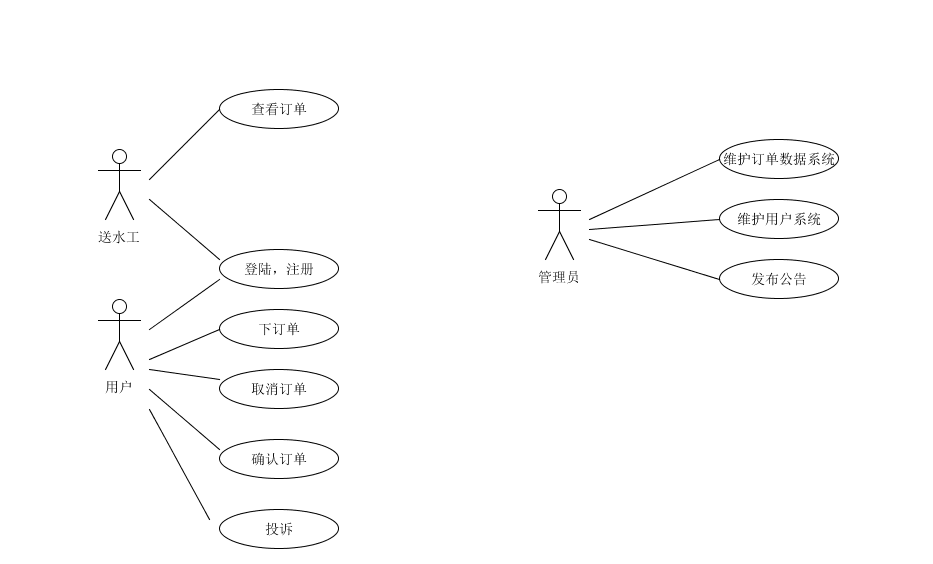 查看订单
送水工
登陆，注册
用户
下订单
取消订单
确认订单
投诉
维护订单数据系统
维护用户系统
管理员
发布公告